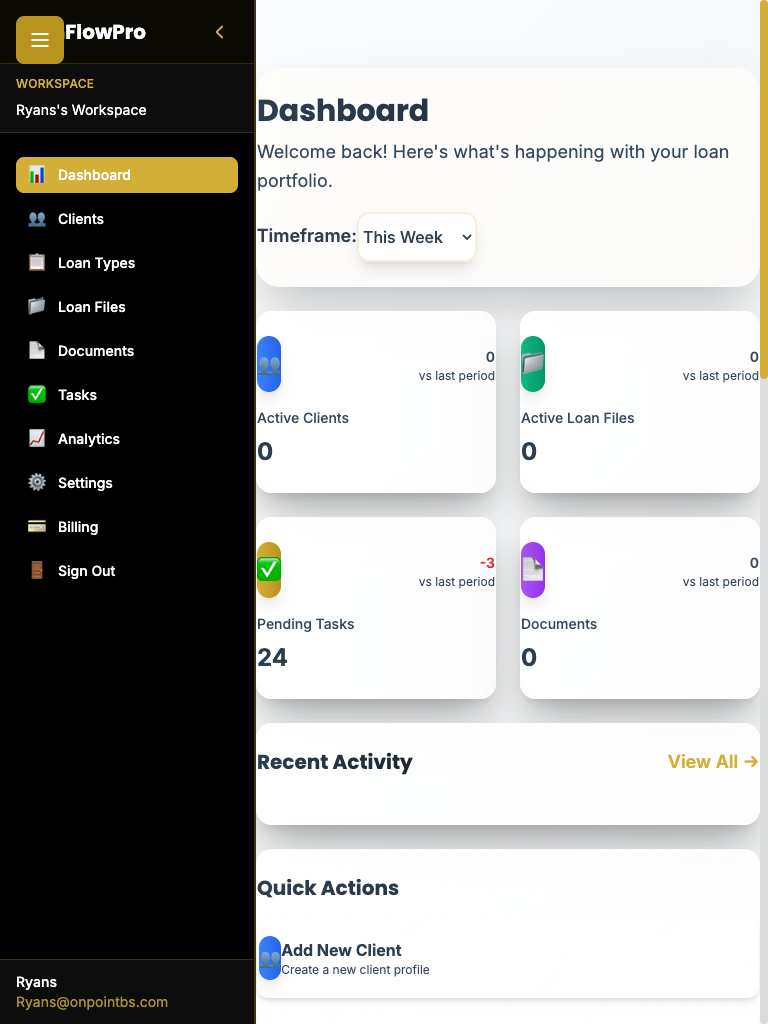 FlowPro
WORKSPACE
Ryans's Workspace
Dashboard
Clients
Loan Types
Loan Files
Documents
Tasks
Analytics
Settings
Billing
Sign Out
Ryans
Ryans@onpointbs.com
Dashboard
Welcome back! Here's what's happening with your loan
portfolio.
Timeframe: This Week
0
vs last period
Active Clients
0
0
vs last period
Active Loan Files
0
-3
vs last period
Pending Tasks
24
0
vs last period
Documents
0
Recent Activity
View All →
Quick Actions
Add New Client
Create a new client profile